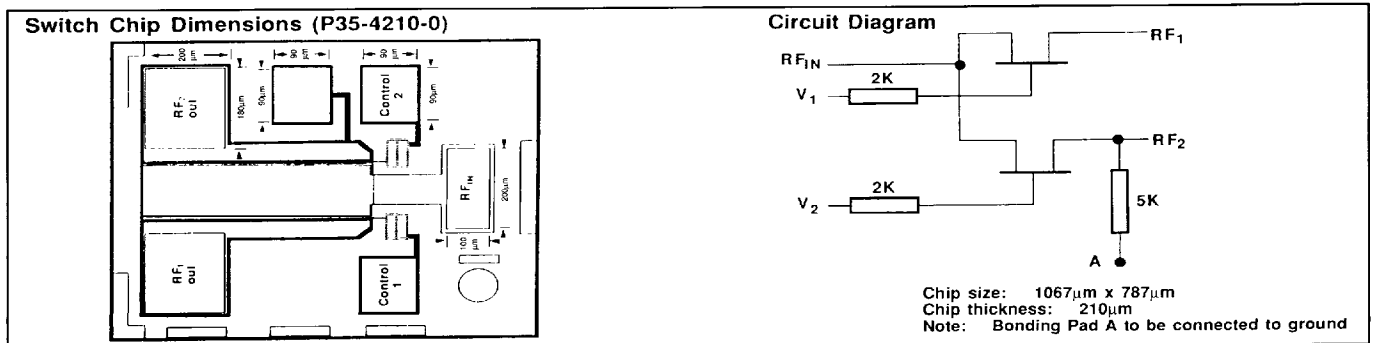 Switch Chip Dimensions (P35-4210-0)
200 µm
90 µm
90 µm
RF2 out
180µm
90µm
Control 2
90µm
RFIN
200µm
100 µm
RF1 out
Control 1
Circuit Diagram
RF1
RFIN
2K
V1
RF2
2K
V2
5K
A
Chip size: 1067µm x 787µm
Chip thickness: 210µm
Note: Bonding Pad A to be connected to ground